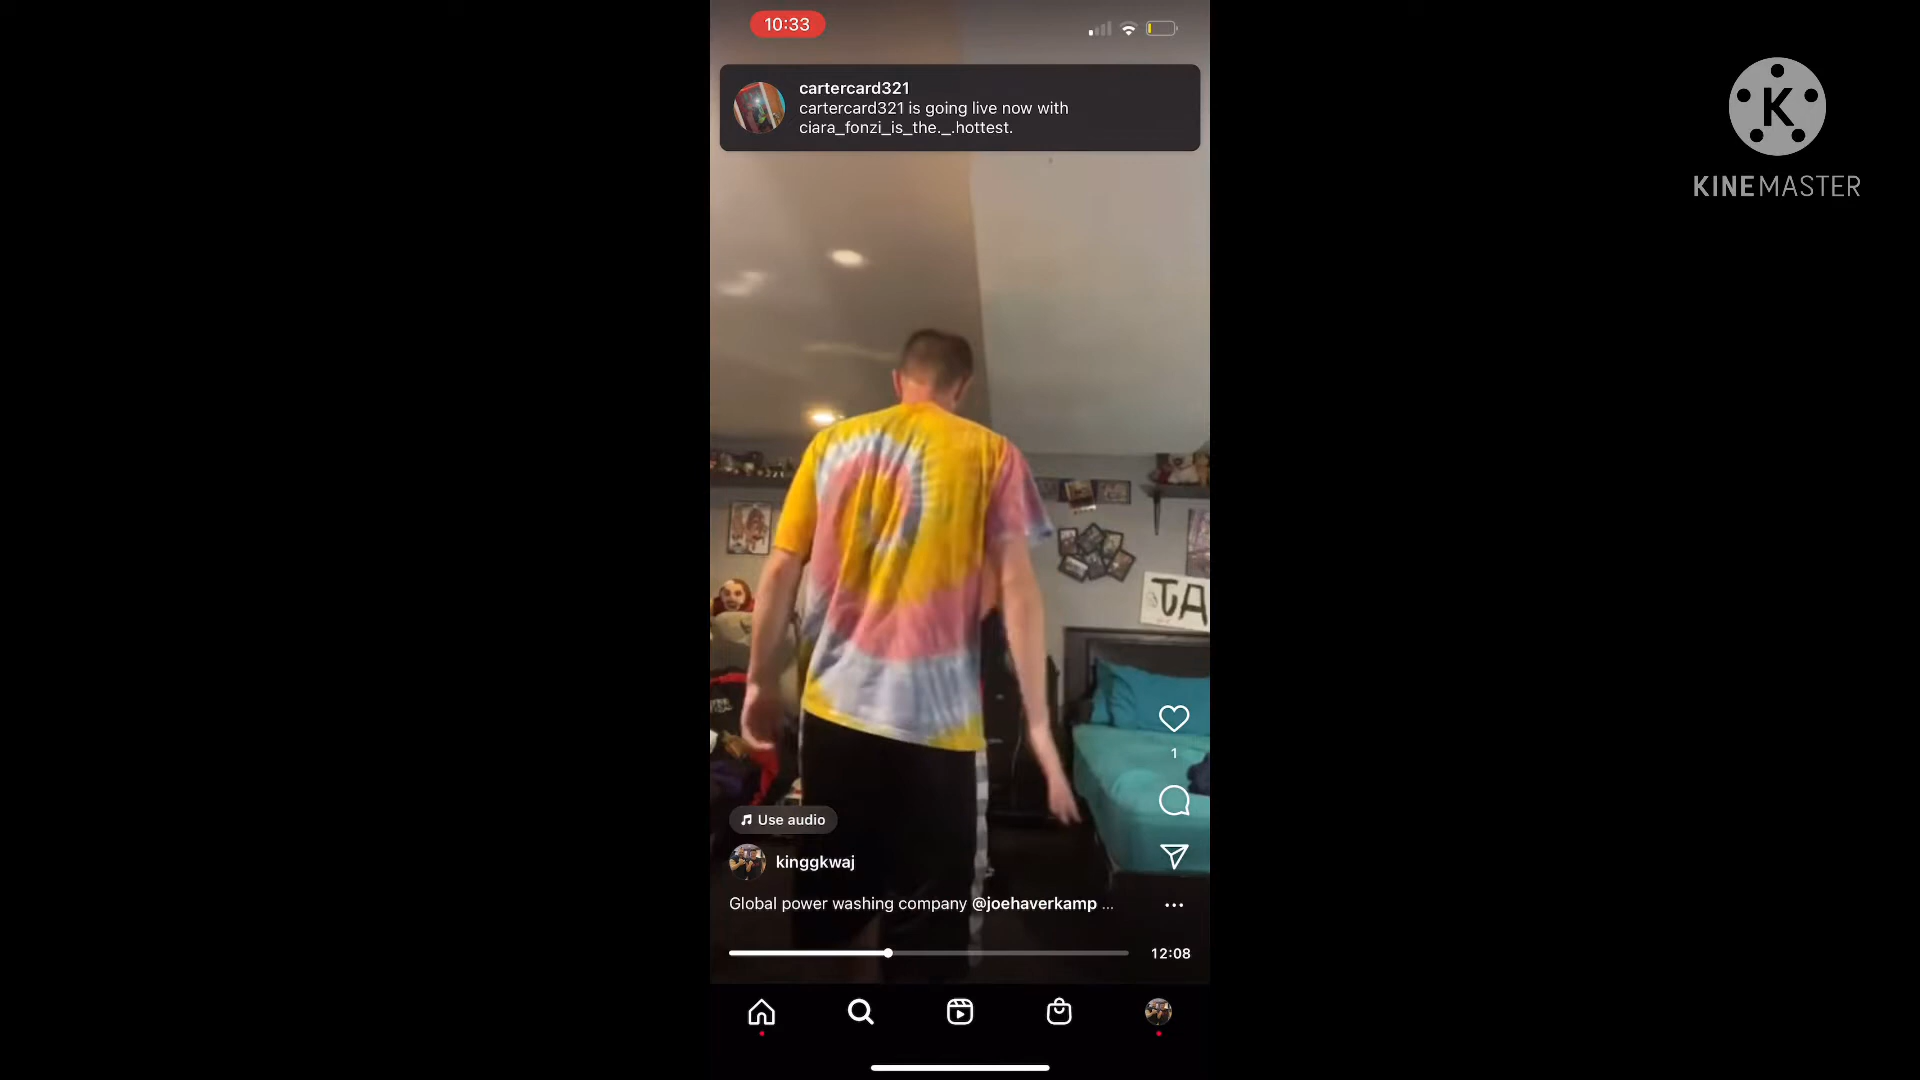 10:33
cartercard321
cartercard321 is going live now with
ciara_fonzi_is_the._.hottest.
K
KINEMASTER
TA
1
Use audio
kinggkwaj
Global power washing company @joehaverkamp ...
12:08